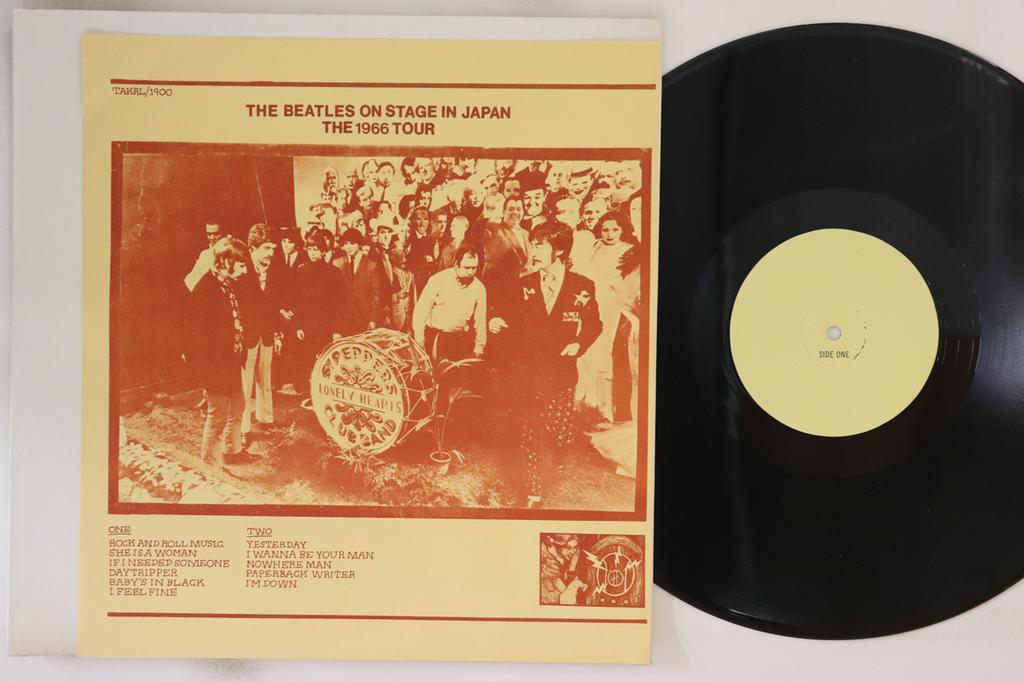 TAKRL/1900
THE BEATLES ON STAGE IN JAPAN
THE 1966 TOUR
SGT PEPPERS
LONELY HEARTS
CLUB BAND
ONE
ROCK AND ROLL MUSIC
SHE IS A WOMAN
IF I NEEDED SOMEONE
DAYTRIPPER
BABY'S IN BLACK
I FEEL FINE
TWO
YESTERDAY
I WANNA BE YOUR MAN
NOWHERE MAN
PAPERBACK WRITER
I'M DOWN
SIDE ONE